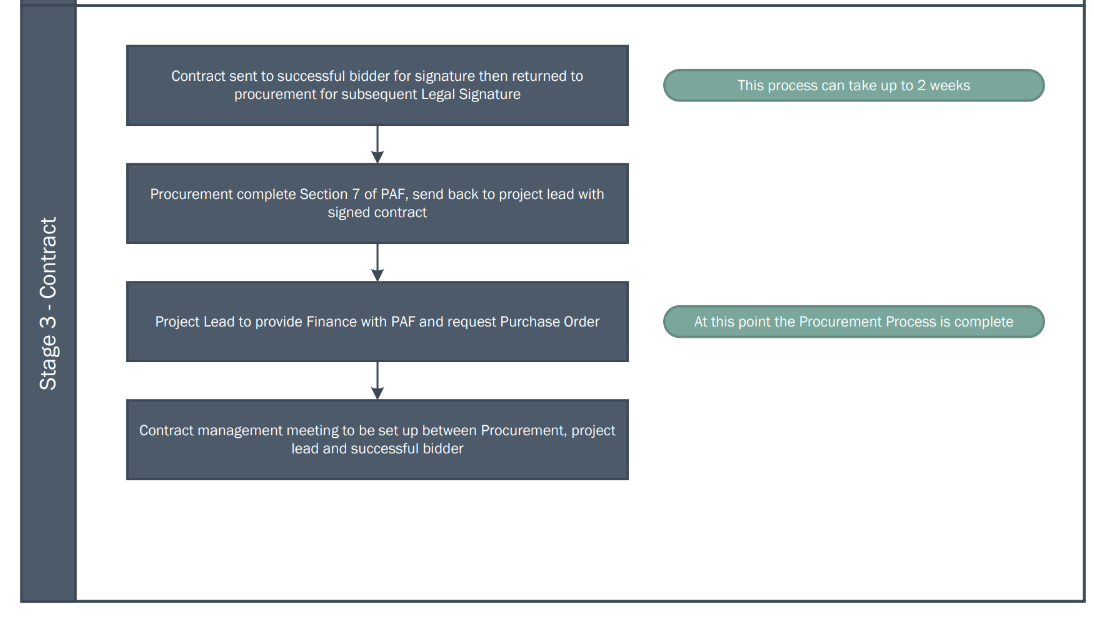 Stage 3 - Contract
Contract sent to successful bidder for signature then returned to
procurement for subsequent Legal Signature
This process can take up to 2 weeks
Procurement complete Section 7 of PAF, send back to project lead with
signed contract
Project Lead to provide Finance with PAF and request Purchase Order
At this point the Procurement Process is complete
Contract management meeting to be set up between Procurement, project
lead and successful bidder